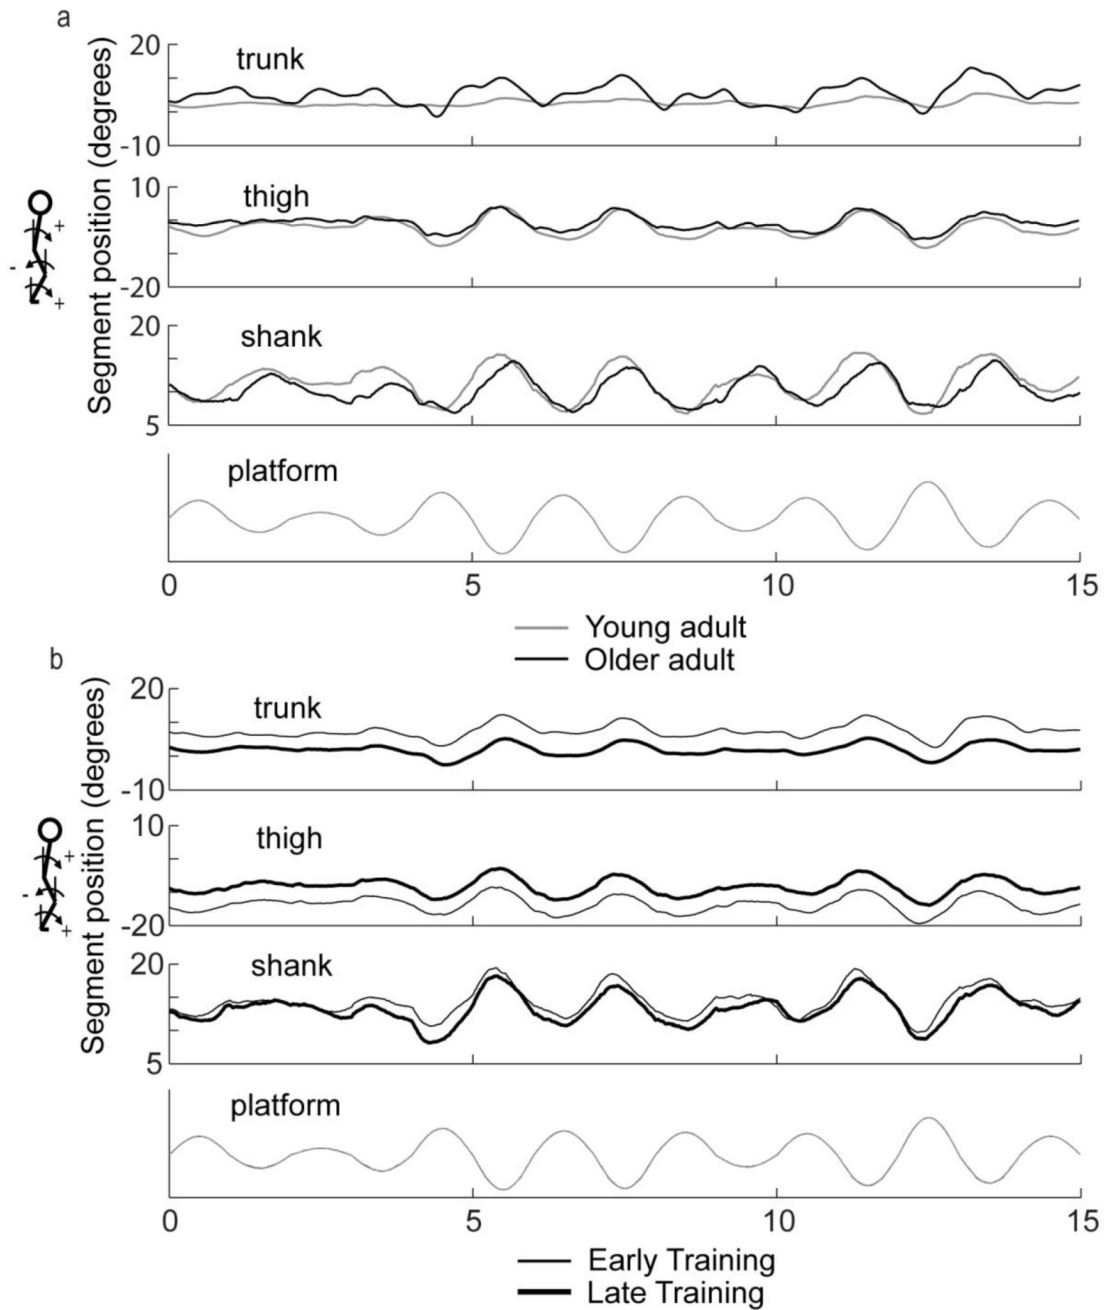 a
Segment position (degrees)
20
trunk
-10
10
thigh
-20
20
shank
5
platform
0 5 10 15
+
-
+
Young adult
Older adult
b
Segment position (degrees)
20
trunk
-10
10
thigh
-20
20
shank
5
platform
0 5 10 15
+
-
+
Early Training
Late Training